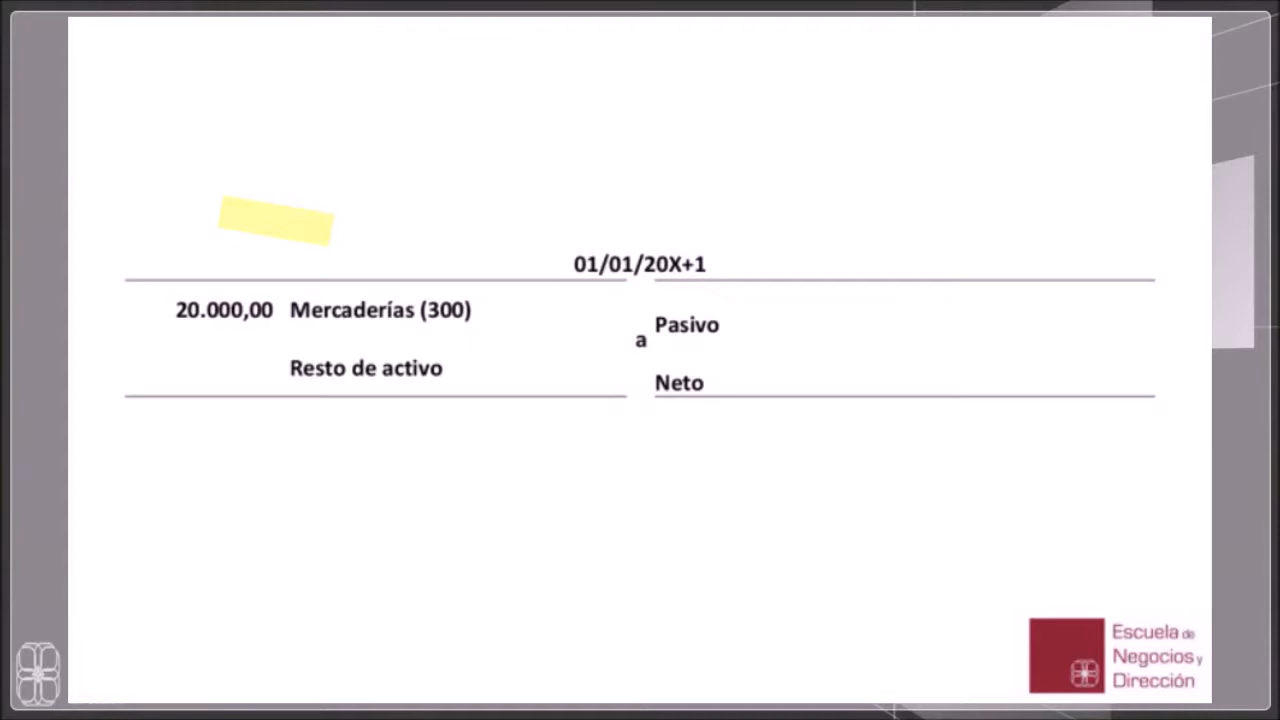 01/01/20X+1
20.000,00 Mercaderías (300)
Pasivo
a
Resto de activo
Neto
Escuela de
Negocios y
Dirección